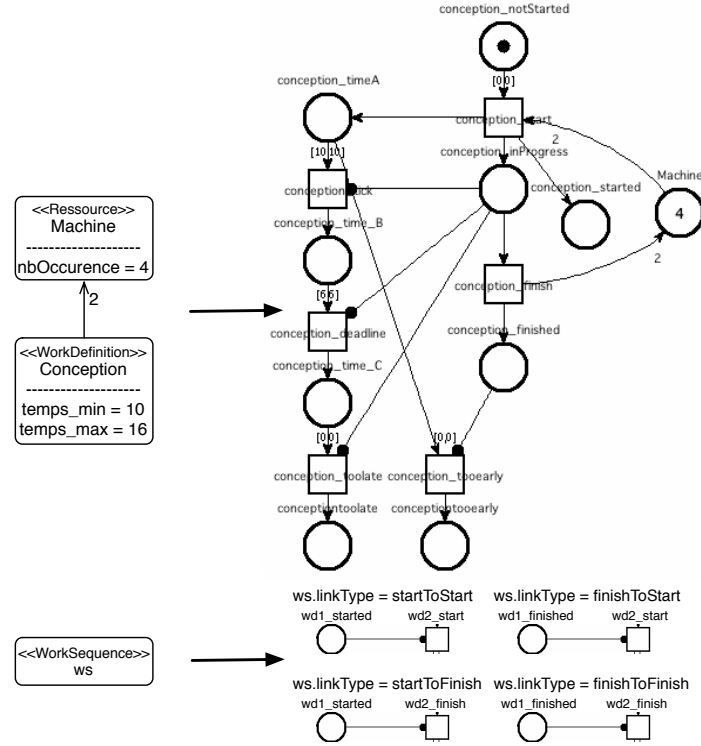 conception_notStarted
[0,0]
conception_timeA
conception_start
[10,10]
conception_inProgress
2
Machine
conception_started
4
<<Ressource>>
Machine
--------------------
nbOccurence = 4
2
<<WorkDefinition>>
Conception
--------------------
temps_min = 10
temps_max = 16
conception_time_B
[6,6]
conception_finish
2
conception_deadline
conception_finished
conception_time_C
[0,0]
[0,0]
conception_toolate
conception_tooearly
conceptiontoolate
conceptiontooearly
ws.linkType = startToStart
ws.linkType = finishToStart
wd1_started
wd2_start
wd1_finished
wd2_start
<<WorkSequence>>
ws
ws.linkType = startToFinish
ws.linkType = finishToFinish
wd1_started
wd2_finish
wd1_finished
wd2_finish